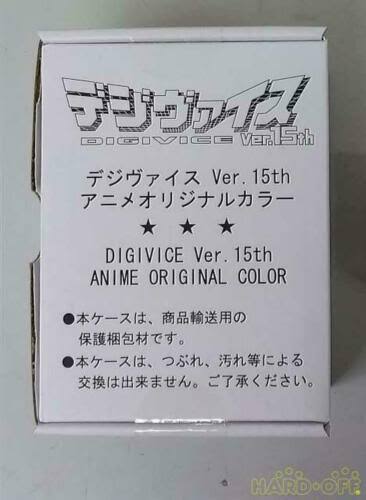 デジヴァイス
DIGIVICE Ver.15th
デジヴァイス Ver.15th
アニメオリジナルカラー
★ ★ ★
DIGIVICE Ver.15th
ANIME ORIGINAL COLOR
●本ケースは、商品輸送用の
保護梱包材です。
●本ケースは、つぶれ、汚れ等による
交換は出来ません。ご了承ください。
HARD・OFF